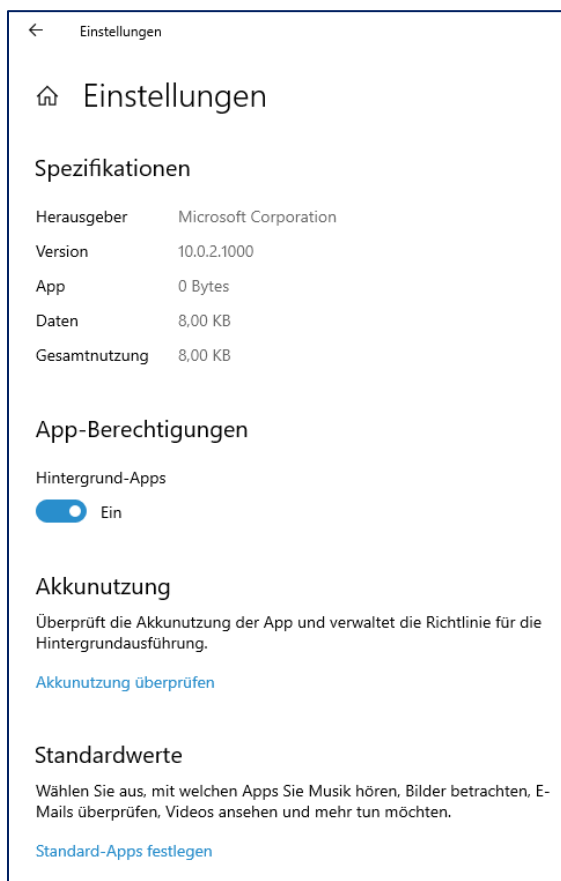 Einstellungen
Einstellungen
Spezifikationen
Herausgeber Microsoft Corporation
Version 10.0.2.1000
App 0 Bytes
Daten 8,00 KB
Gesamtnutzung 8,00 KB
App-Berechtigungen
Hintergrund-Apps
Ein
Akkunutzung
Überprüft die Akkunutzung der App und verwaltet die Richtlinie für die
Hintergrundausführung.
Akkunutzung überprüfen
Standardwerte
Wählen Sie aus, mit welchen Apps Sie Musik hören, Bilder betrachten, E-
Mails überprüfen, Videos ansehen und mehr tun möchten.
Standard-Apps festlegen